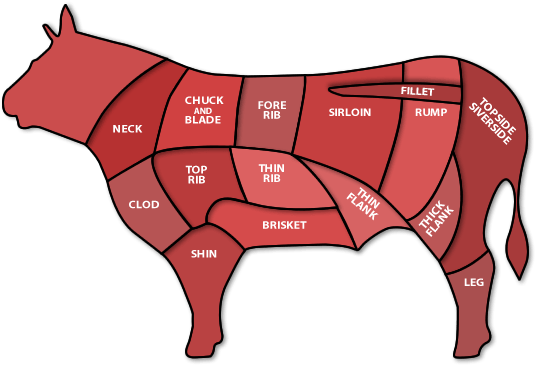 NECK
CHUCK
AND
BLADE
FORE
RIB
SIRLOIN
FILLET
RUMP
TOPSIDE
SIVERSIDE
CLOD
TOP
RIB
THIN
RIB
THIN
FLANK
THICK
FLANK
BRISKET
SHIN
LEG